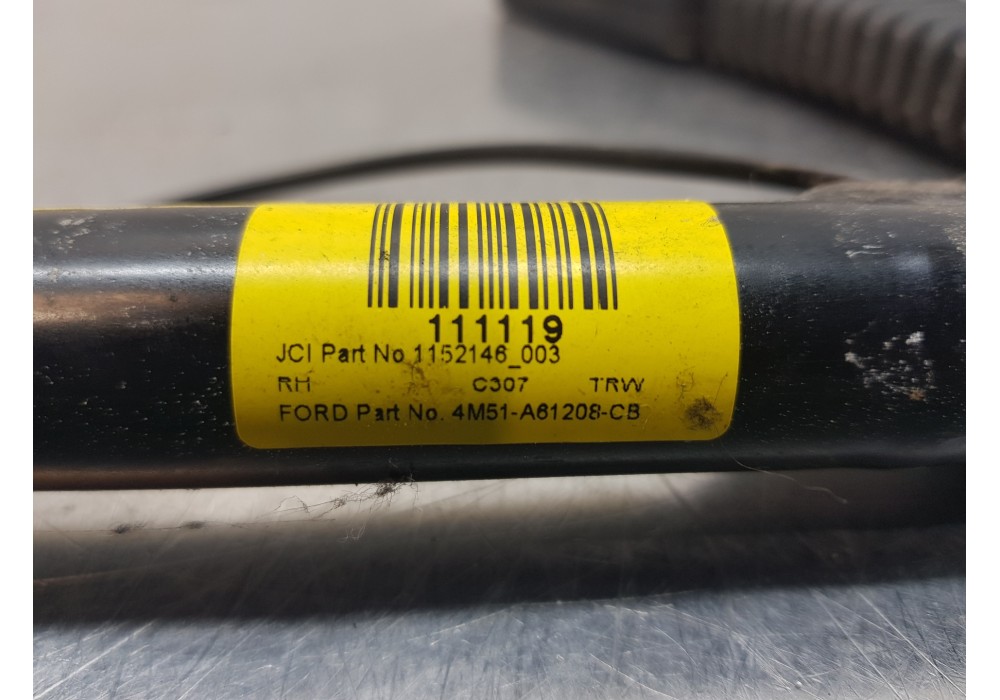 111119
JCI Part No 1152146_003
RH C307 TRW
FORD Part No. 4M51-A61208-CB